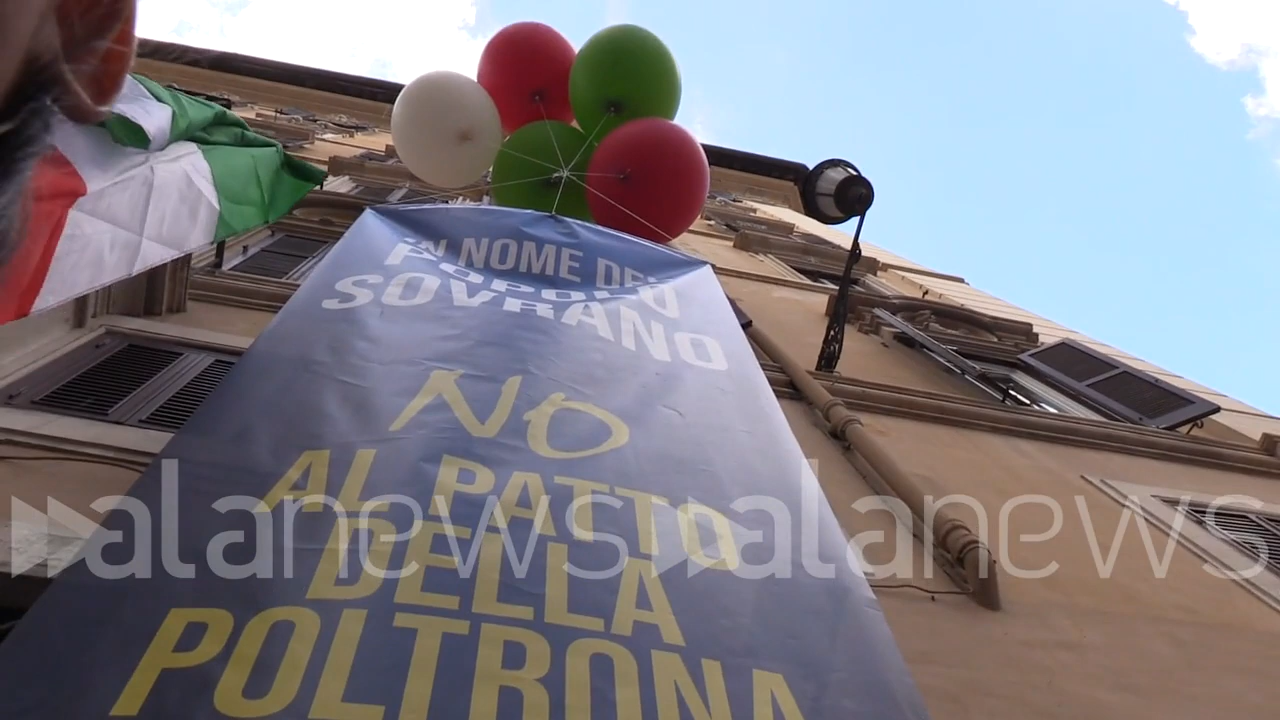 IN NOME DEL
POPOLO
SOVRANO
NO
AL PATTO
DELLA
POLTRONA
alanews alanews